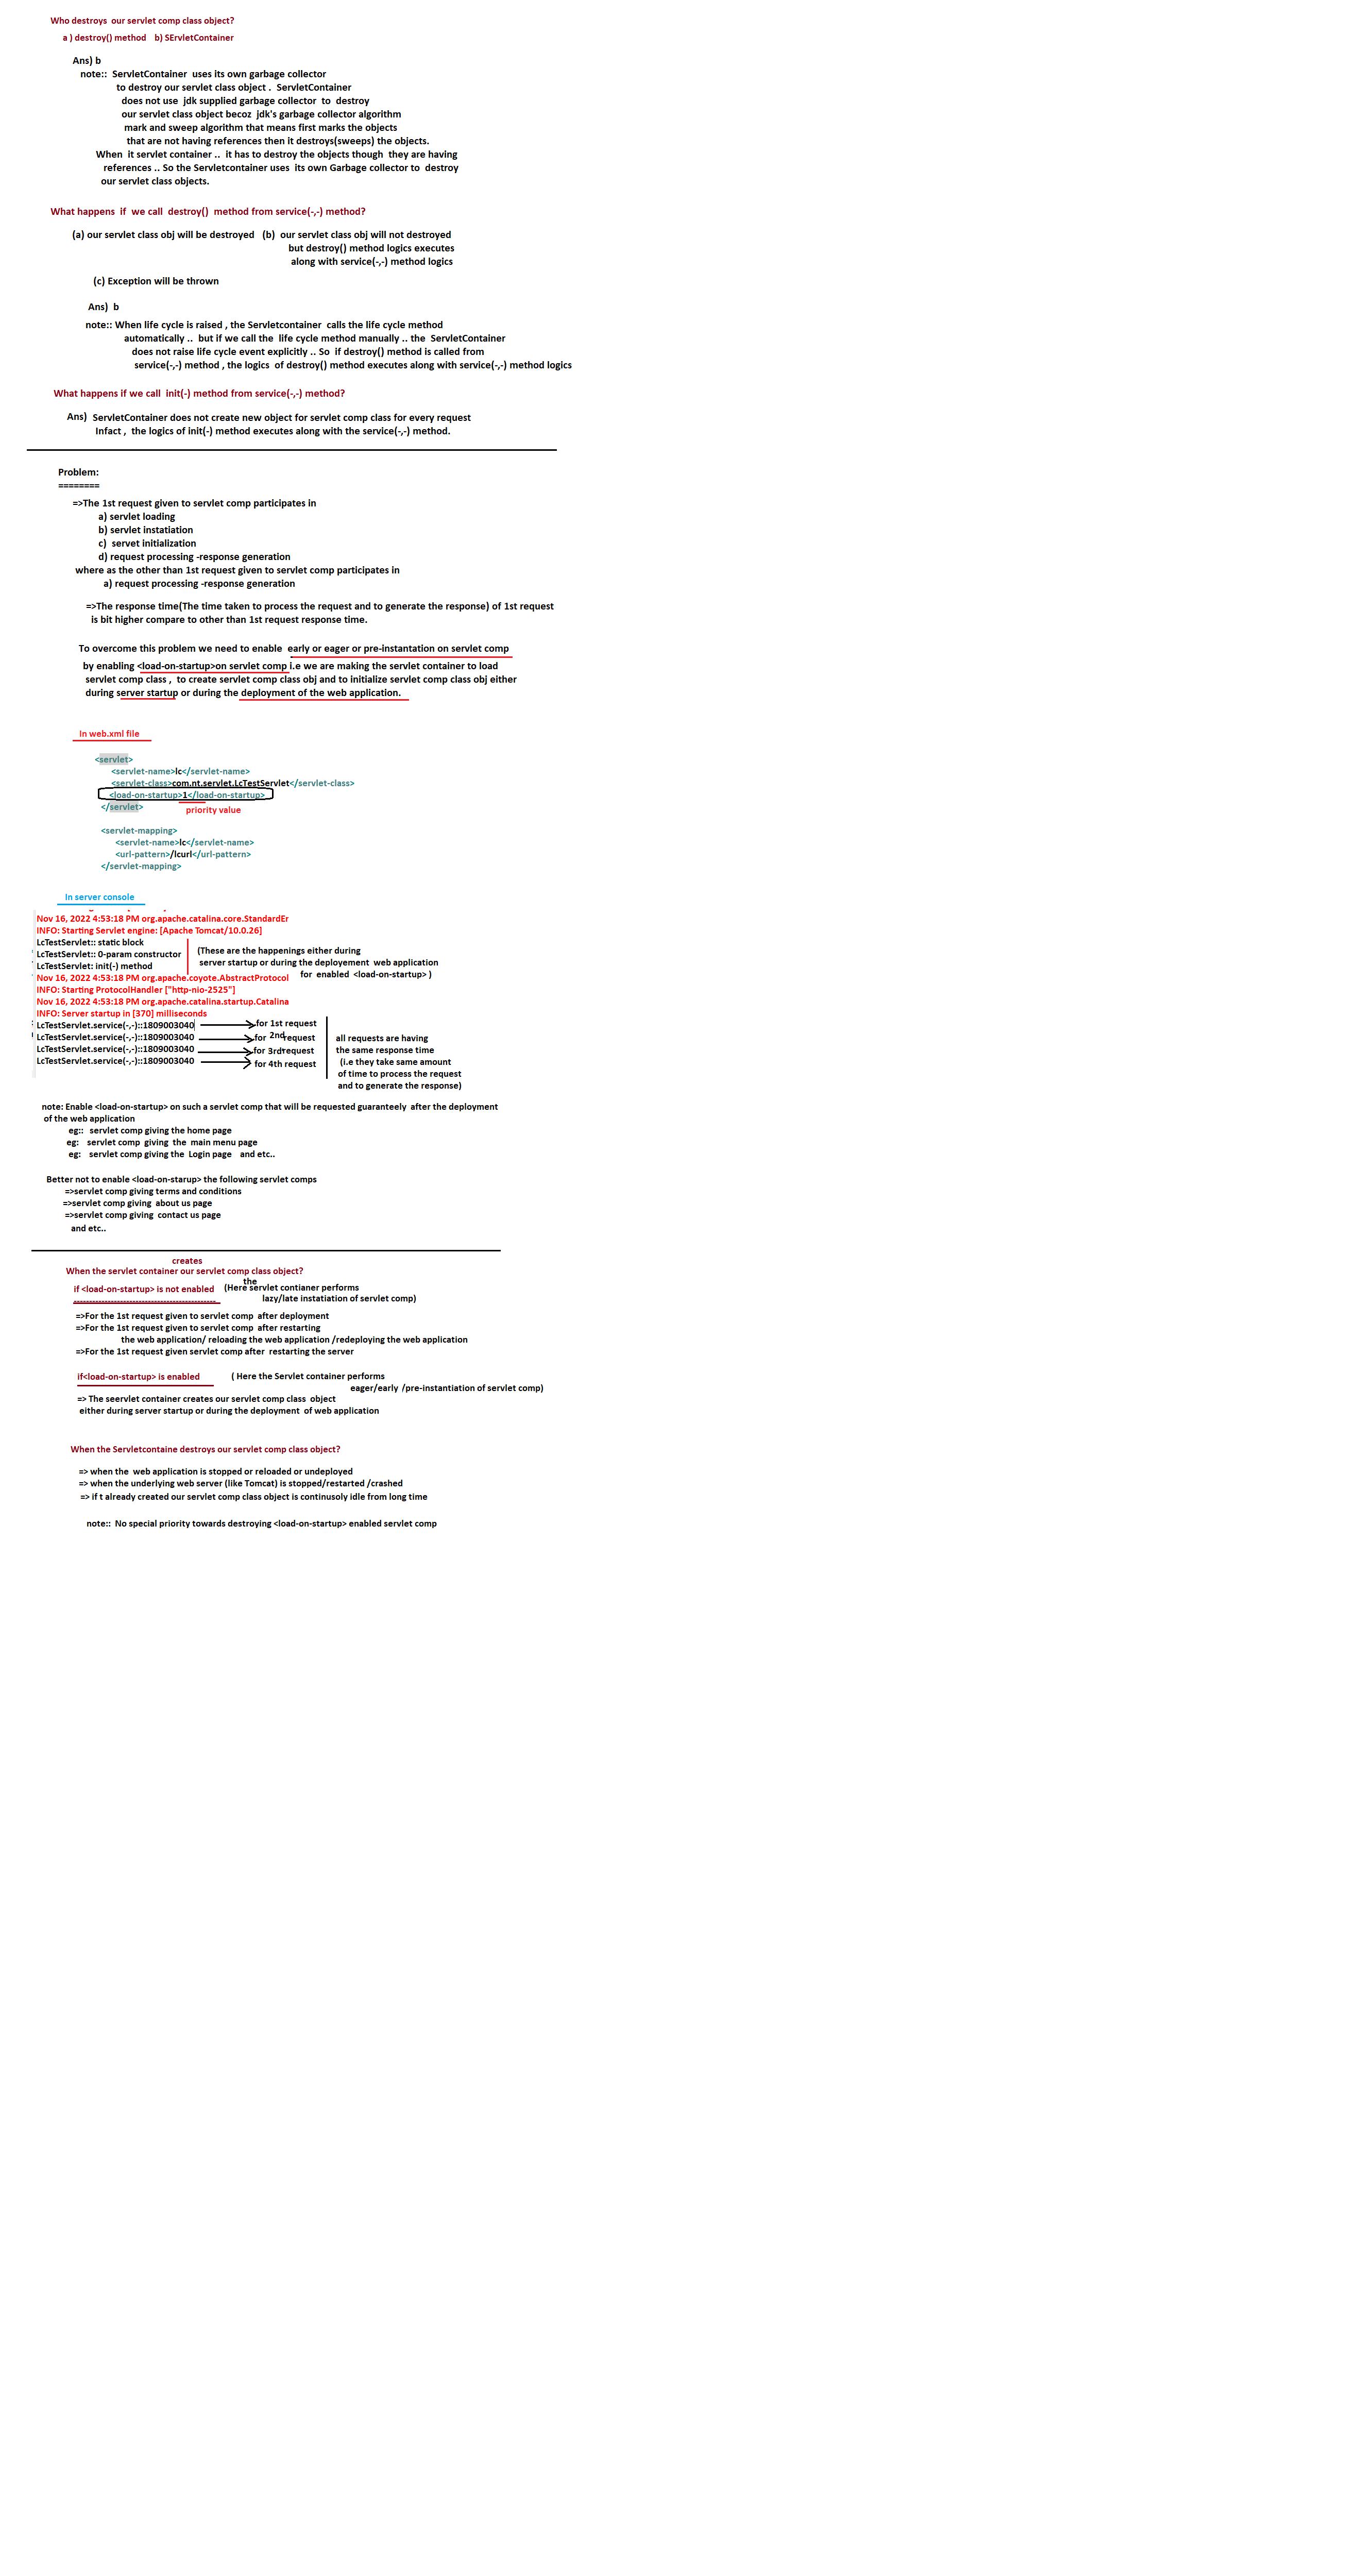 Who destroys our servlet comp class object?
a ) destroy() method b) SErvletContainer
Ans) b
note:: ServletContainer uses its own garbage collector
to destroy our servlet class object . ServletContainer
does not use jdk supplied garbage collector to destroy
our servlet class object becoz jdk's garbage collector algorithm
mark and sweep algorithm that means first marks the objects
that are not having references then it destroys(sweeps) the objects.
When it servlet container .. it has to destroy the objects though they are having
references .. So the Servletcontainer uses its own Garbage collector to destroy
our servlet class objects.
What happens if we call destroy() method from service(-,-) method?
(a) our servlet class obj will be destroyed (b) our servlet class obj will not destroyed
but destroy() method logics executes
along with service(-,-) method logics
(c) Exception will be thrown
Ans) b
note:: When life cycle is raised , the Servletcontainer calls the life cycle method
automatically .. but if we call the life cycle method manually .. the ServletContainer
does not raise life cycle event explicitly .. So if destroy() method is called from
service(-,-) method , the logics of destroy() method executes along with service(-,-) method logics
What happens if we call init(-) method from service(-,-) method?
Ans) ServletContainer does not create new object for servlet comp class for every request
Infact , the logics of init(-) method executes along with the service(-,-) method.
Problem:
========
=>The 1st request given to servlet comp participates in
a) servlet loading
b) servlet instatiation
c) servet initialization
d) request processing -response generation
where as the other than 1st request given to servlet comp participates in
a) request processing -response generation
=>The response time(The time taken to process the request and to generate the response) of 1st request
is bit higher compare to other than 1st request response time.
To overcome this problem we need to enable early or eager or pre-instantation on servlet comp
by enabling <load-on-startup>on servlet comp i.e we are making the servlet container to load
servlet comp class , to create servlet comp class obj and to initialize servlet comp class obj either
during server startup or during the deployment of the web application.
In web.xml file
<servlet>
<servlet-name>lc</servlet-name>
<servlet-class>com.nt.servlet.LcTestServlet</servlet-class>
<load-on-startup>1</load-on-startup>
</servlet>
priority value
<servlet-mapping>
<servlet-name>lc</servlet-name>
<url-pattern>/lcurl</url-pattern>
</servlet-mapping>
In server console
Nov 16, 2022 4:53:18 PM org.apache.catalina.core.StandardEr
INFO: Starting Servlet engine: [Apache Tomcat/10.0.26]
LcTestServlet:: static block
LcTestServlet:: 0-param constructor
LcTestServlet: init(-) method
(These are the happenings either during
server startup or during the deployement web application
for enabled <load-on-startup> )
Nov 16, 2022 4:53:18 PM org.apache.coyote.AbstractProtocol
INFO: Starting ProtocolHandler ["http-nio-2525"]
Nov 16, 2022 4:53:18 PM org.apache.catalina.startup.Catalina
INFO: Server startup in [370] milliseconds
LcTestServlet.service(-,-)::1809003040 for 1st request
LcTestServlet.service(-,-)::1809003040 for 2nd request
LcTestServlet.service(-,-)::1809003040 for 3rd request
LcTestServlet.service(-,-)::1809003040 for 4th request
all requests are having
the same response time
(i.e they take same amount
of time to process the request
and to generate the response)
note: Enable <load-on-startup> on such a servlet comp that will be requested guaranteely after the deployment
of the web application
eg:: servlet comp giving the home page
eg: servlet comp giving the main menu page
eg: servlet comp giving the Login page and etc..
Better not to enable <load-on-starup> the following servlet comps
=>servlet comp giving terms and conditions
=>servlet comp giving about us page
=>servlet comp giving contact us page
and etc..
creates
When the servlet container our servlet comp class object?
the
if <load-on-startup> is not enabled (Here servlet contianer performs
lazy/late instatiation of servlet comp)
=>For the 1st request given to servlet comp after deployment
=>For the 1st request given to servlet comp after restarting
the web application/ reloading the web application /redeploying the web application
=>For the 1st request given servlet comp after restarting the server
if<load-on-startup> is enabled ( Here the Servlet container performs
eager/early /pre-instantiation of servlet comp)
=> The seervlet container creates our servlet comp class object
either during server startup or during the deployment of web application
When the Servletcontaine destroys our servlet comp class object?
=> when the web application is stopped or reloaded or undeployed
=> when the underlying web server (like Tomcat) is stopped/restarted /crashed
=> if t already created our servlet comp class object is continusoly idle from long time
note:: No special priority towards destroying <load-on-startup> enabled servlet comp